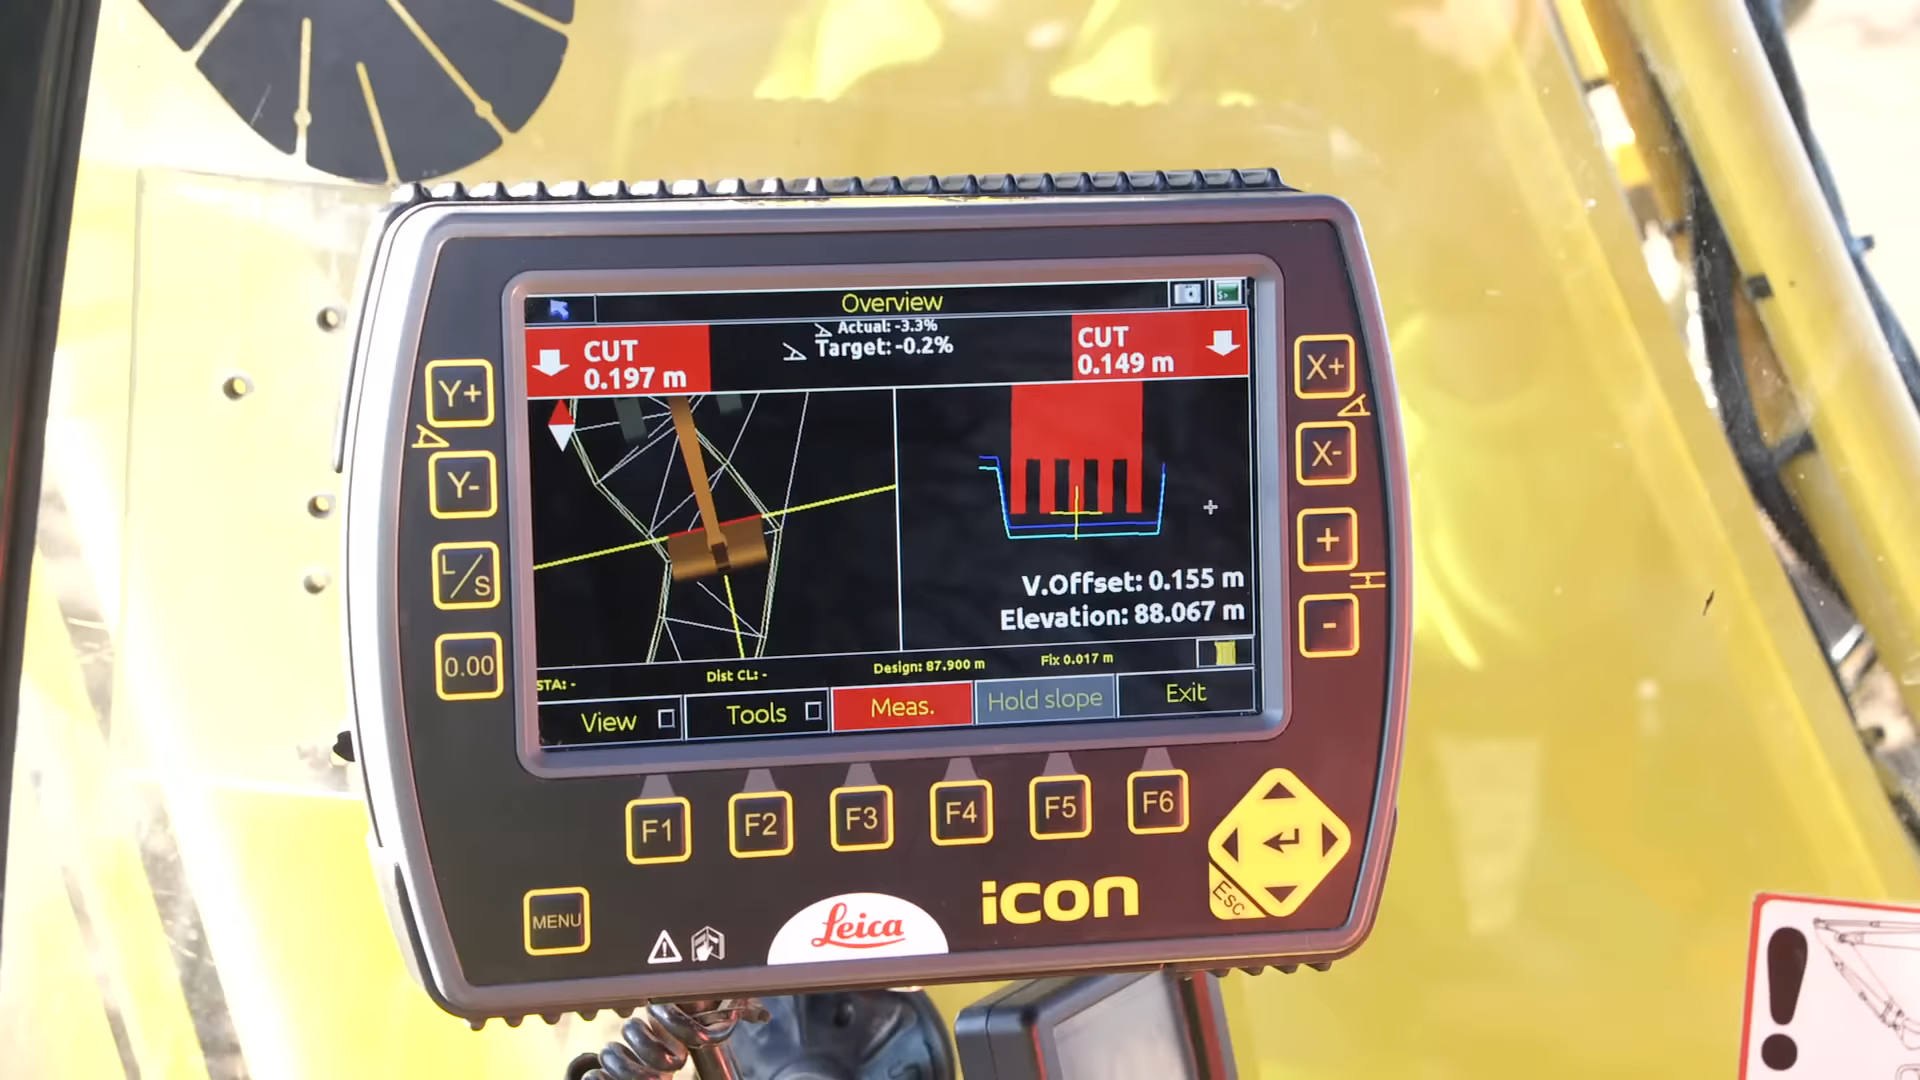 Overview
Actual: -3.3%
Target: -0.2%
CUT
0.197 m
CUT
0.149 m
V.Offset: 0.155 m
Elevation: 88.067 m
STA: -
Dist CL: -
Design: 87.900 m
Fix 0.017 m
View
Tools
Meas.
Hold slope
Exit
Y+
Y-
L/S
0.00
X+
X-
+
-
F1
F2
F3
F4
F5
F6
MENU
Esc
Leica
icon